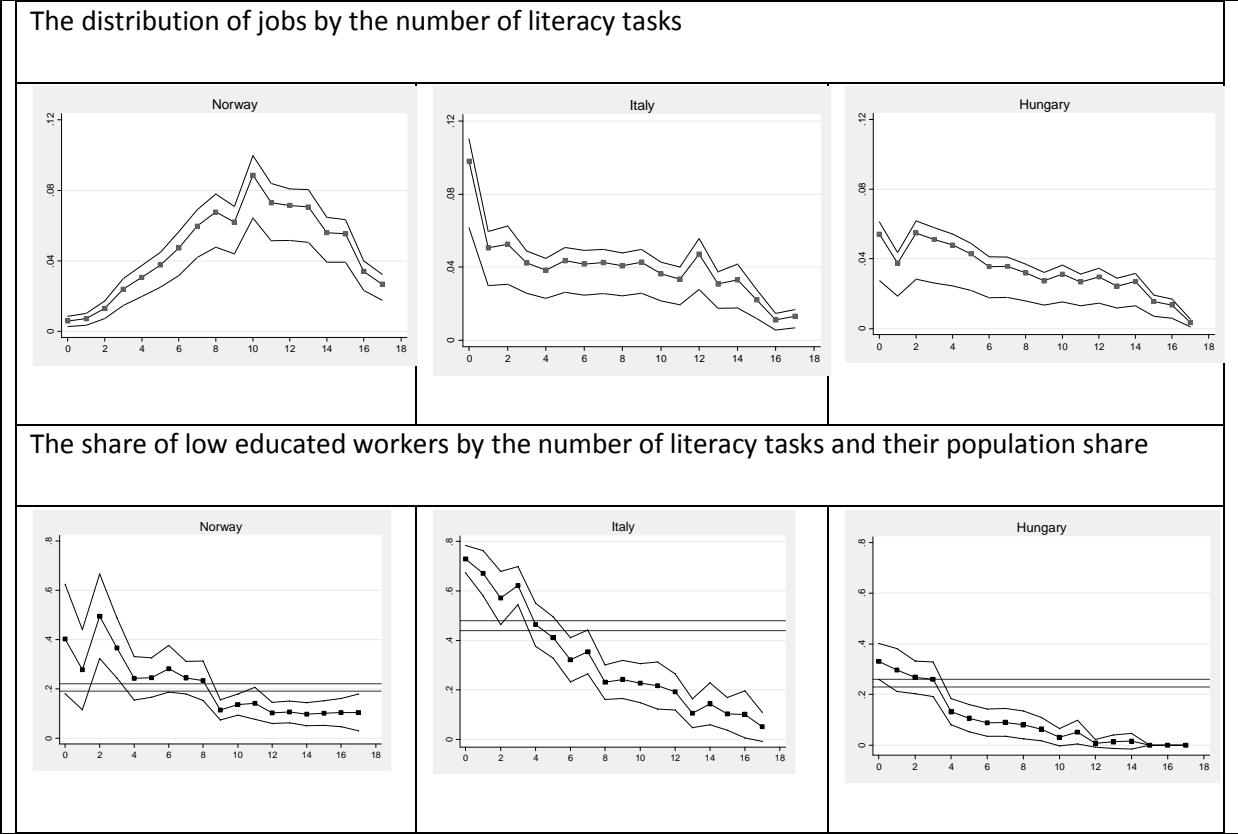 The distribution of jobs by the number of literacy tasks
Norway
.12
.08
.04
0
0 2 4 6 8 10 12 14 16 18
Italy
.12
.08
.04
0
0 2 4 6 8 10 12 14 16 18
Hungary
.12
.08
.04
0
0 2 4 6 8 10 12 14 16 18
The share of low educated workers by the number of literacy tasks and their population share
Norway
.8
.6
.4
.2
0
0 2 4 6 8 10 12 14 16 18
Italy
.8
.6
.4
.2
0
0 2 4 6 8 10 12 14 16 18
Hungary
.8
.6
.4
.2
0
0 2 4 6 8 10 12 14 16 18